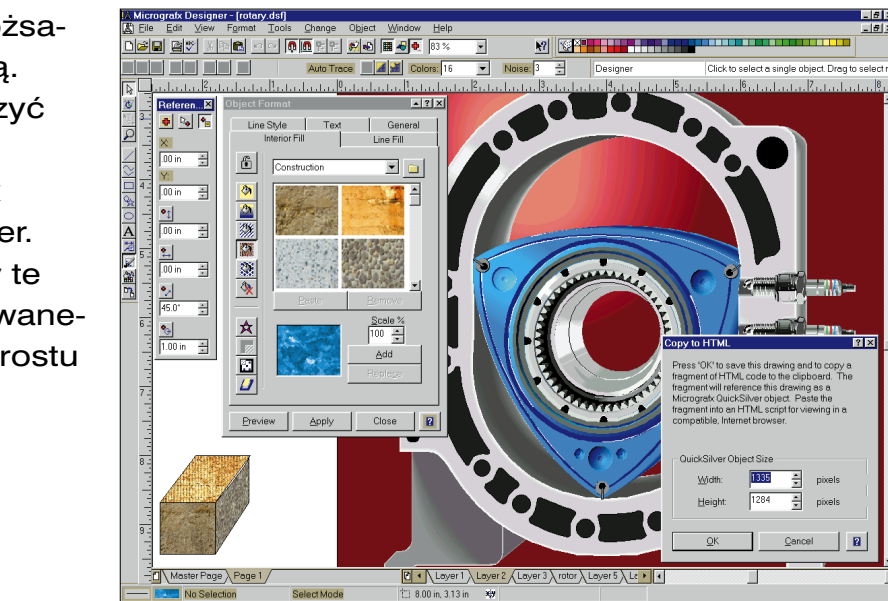 ożsa-
ą.
zyć
er.
te
wane-
rostu
Micrografx Designer - [rotary.dsf]
File Edit View Format Tools Change Object Window Help
83 %
Auto Trace Colors: 16 Noise: 3 Designer Click to select a single object. Drag to select
Referen...
X:
.00 in
Y:
.00 in
.00 in
.00 in
45.0°
1.00 in
Object Format
Line Style Text General
Interior Fill Line Fill
Construction
Paste Remove
Scale %
100
Add
Replace
Preview Apply Close
Copy to HTML
Press 'OK' to save this drawing and to copy a
fragment of HTML code to the clipboard. The
fragment will reference this drawing as a
Micrografx QuickSilver object. Paste the
fragment into an HTML script for viewing in a
compatible, Internet browser.
QuickSilver Object Size
Width: 1335 pixels
Height: 1284 pixels
OK Cancel
Master Page Page 1 Layer 1 Layer 2 Layer 3 rotor Layer 5
No Selection Select Mode 8.00 in, 3.13 in